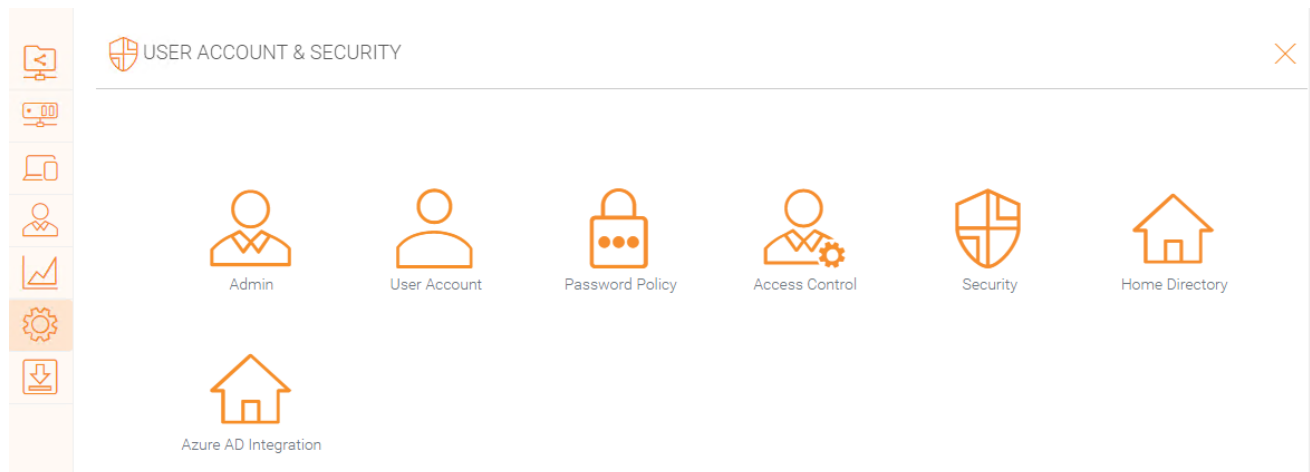 USER ACCOUNT & SECURITY
Admin
User Account
Password Policy
Access Control
Security
Home Directory
Azure AD Integration